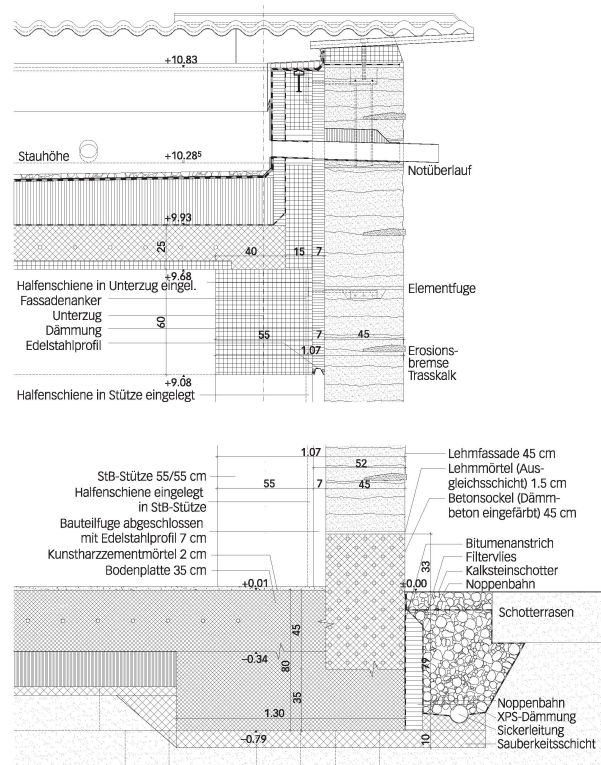 +10.83
Stauhöhe
+10.28⁵
Notüberlauf
+9.93
25
40
15
7
+9.68
Halfenschiene in Unterzug eingel.
Fassadenanker
Unterzug
Dämmung
Edelstahlprofil
60
55
7
45
1.07
Elementfuge
Erosions-
bremse
Trasskalk
+9.08
Halfenschiene in Stütze eingelegt
1.07
52
55
7
45
StB-Stütze 55/55 cm
Halfenschiene eingelegt
in StB-Stütze
Bauteilfuge abgeschlossen
mit Edelstahlprofil 7 cm
Kunstharzzementmörtel 2 cm
Bodenplatte 35 cm
Lehmfassade 45 cm
Lehmmörtel (Aus-
gleichsschicht) 1.5 cm
Betonsockel (Dämm-
beton eingefärbt) 45 cm
Bitumenanstrich
Filtervlies
Kalksteinschotter
Noppenbahn
33
+0.01
±0.00
Schotterrasen
45
80
−0.34
79
35
1.30
−0.79
10
Noppenbahn
XPS-Dämmung
Sickerleitung
Sauberkeitsschicht